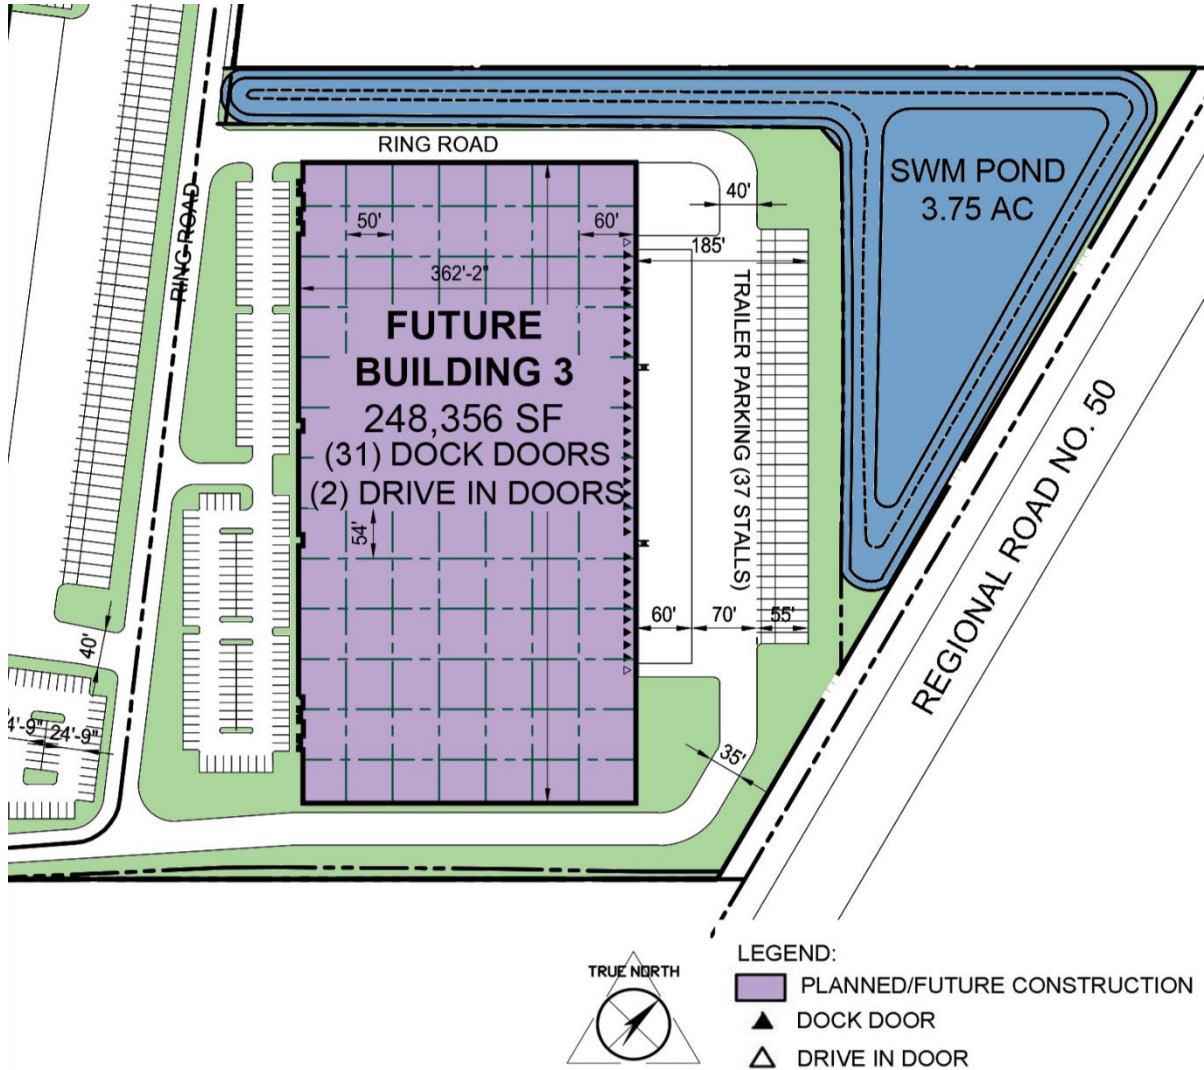 RING ROAD
RING ROAD
SWM POND
3.75 AC
40'
50'
60'
185'
362'-2"
FUTURE
BUILDING 3
248,356 SF
(31) DOCK DOORS
(2) DRIVE IN DOORS
54'
TRAILER PARKING (37 STALLS)
REGIONAL ROAD NO. 50
60'
70'
55'
40'
4'-9"
24'-9"
35'
TRUE NORTH
LEGEND:
PLANNED/FUTURE CONSTRUCTION
DOCK DOOR
DRIVE IN DOOR